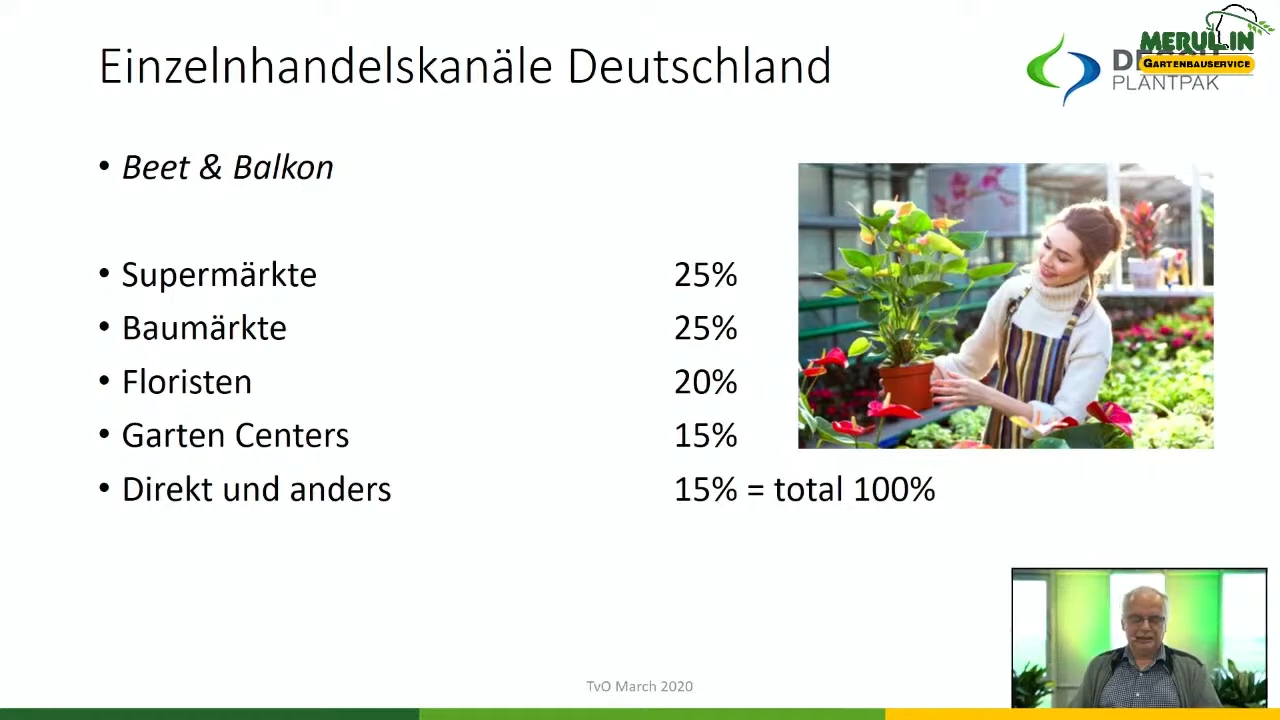 Einzelnhandelskanäle Deutschland
MERULIN
GARTENBAUSERVICE
PLANTPAK
• Beet & Balkon
• Supermärkte 25%
• Baumärkte 25%
• Floristen 20%
• Garten Centers 15%
• Direkt und anders 15% = total 100%
TvO March 2020